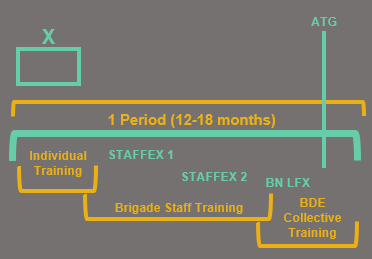 ATG
X
1 Period (12-18 months)
Individual
Training
STAFFEX 1
STAFFEX 2
BN LFX
Brigade Staff Training
BDE
Collective
Training